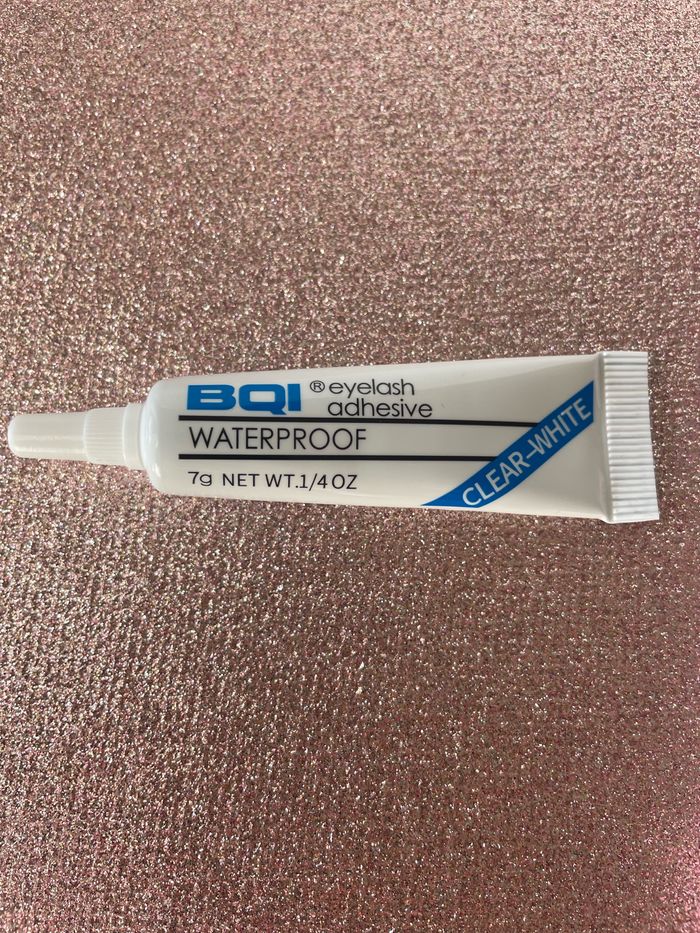 BQI ® eyelash
adhesive
WATERPROOF
7g NET WT.1/4 OZ
CLEAR-WHITE